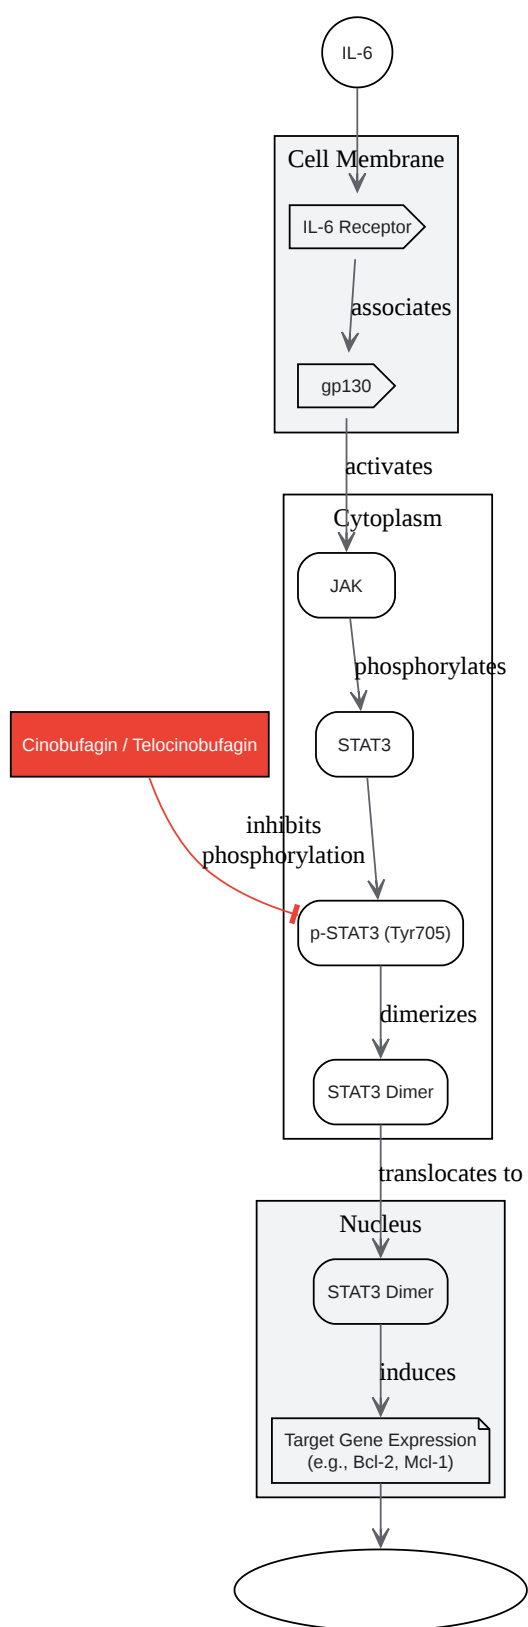 IL-6
Cell Membrane
IL-6 Receptor
associates
gp130
activates
Cytoplasm
JAK
phosphorylates
STAT3
Cinobufagin / Telocinobufagin
inhibits
phosphorylation
p-STAT3 (Tyr705)
dimerizes
STAT3 Dimer
translocates to
Nucleus
STAT3 Dimer
induces
Target Gene Expression
(e.g., Bcl-2, Mcl-1)